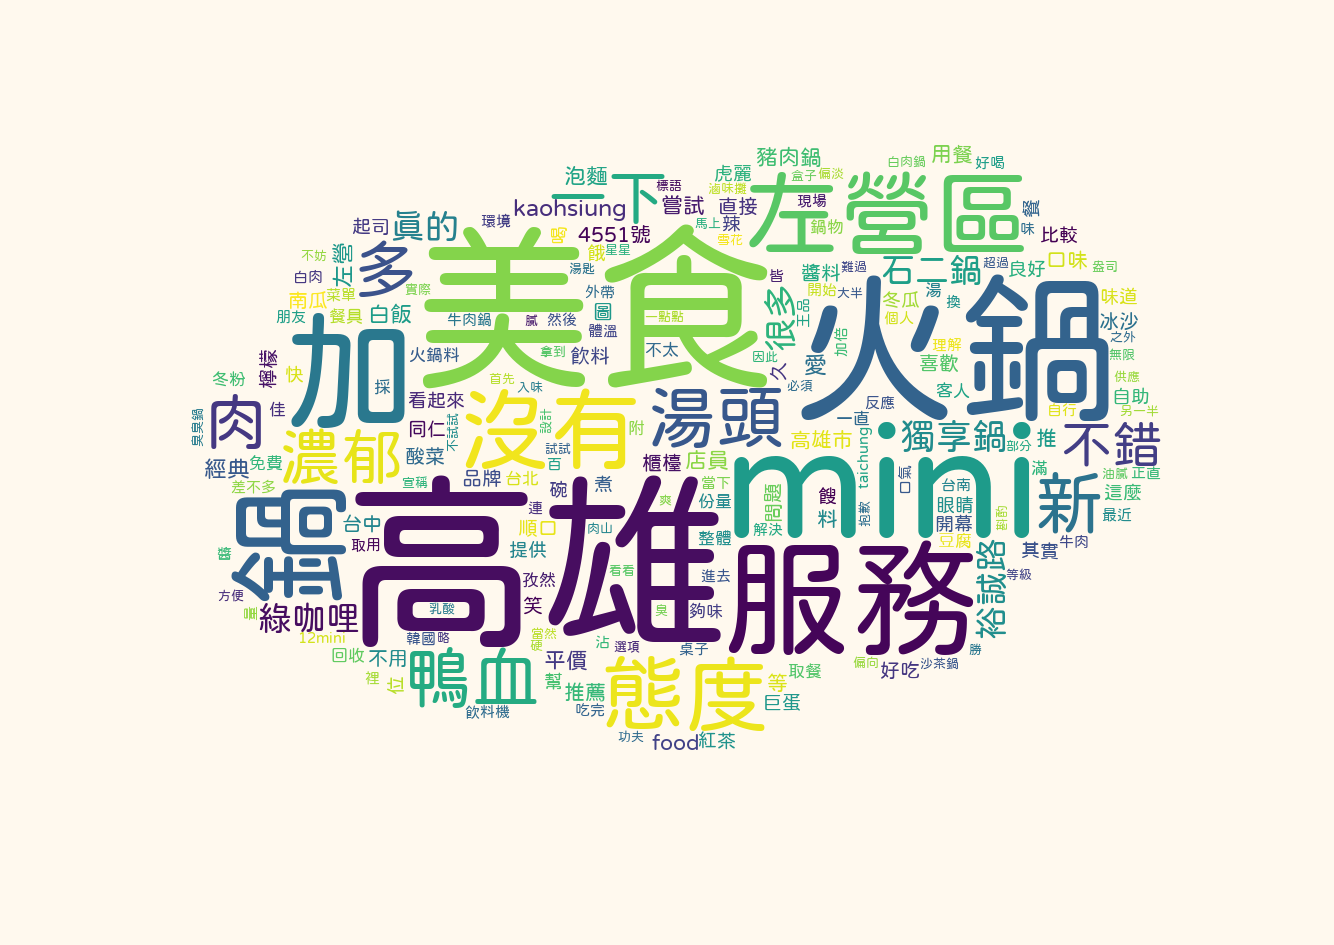 豬肉鍋
白肉鍋
用餐
好喝
泡麵
一下
標語
虎麗
滷味攤
盒子
偏淡
左營區
kaohsiung
嘗試
直接
現場
起司
眞的
環境
4551號
馬上
辣
鍋物
味
比較
不妨
左營
多
美食
餓
星星
雪花
石二鍋
超過
良好
口味
盎司
白肉
實際
湯匙
外帶
皆
醬料
難過
火鍋
南瓜
菜單
開始
大半
湯
換
味道
朋友
餐具
白飯
牛肉鍋
膩
然後
圖
體溫
一點點
很多
王品
冬瓜
個人
冰沙
之外
加
火鍋料
拿到
飲料
不太
因此
加倍
理解
喜歡
無限
檸檬
快
採
首先
入味
久
愛
必須
客人
供應
自助
冬粉
肉
佳
看起來
沒有
設計
附
湯頭
一直
反應
自行
另一半
臭臭鍋
同仁
不試試
高雄市
taichung
獨享鍋
部分
推
不錯
濃郁
經典
免費
酸菜
試試
百
櫃檯
店員
口氣
滿
油膩
正直
差不多
宣稱
品牌
台北
碗
煮
當下
mini
台南
這麼
鍋
高雄
連
爽
份量
問題
餿
料
抱歉
眼睛
開幕
斟酌
新
最近
台中
順口
肉山
整體
解決
豆腐
牛肉
取用
提供
服務
其實
方便
孜然
看看
進去
裕誠路
等級
綠咖哩
乳酸
笑
臭
夠味
12mini
韓國
略
當然
硬
沾
選項
桌子
偏向
好吃
沙茶鍋
勝
回收
不用
鴨血
平價
態度
等
取餐
裡
位
幫
推薦
巨蛋
飲料機
吃完
功夫
food
紅茶